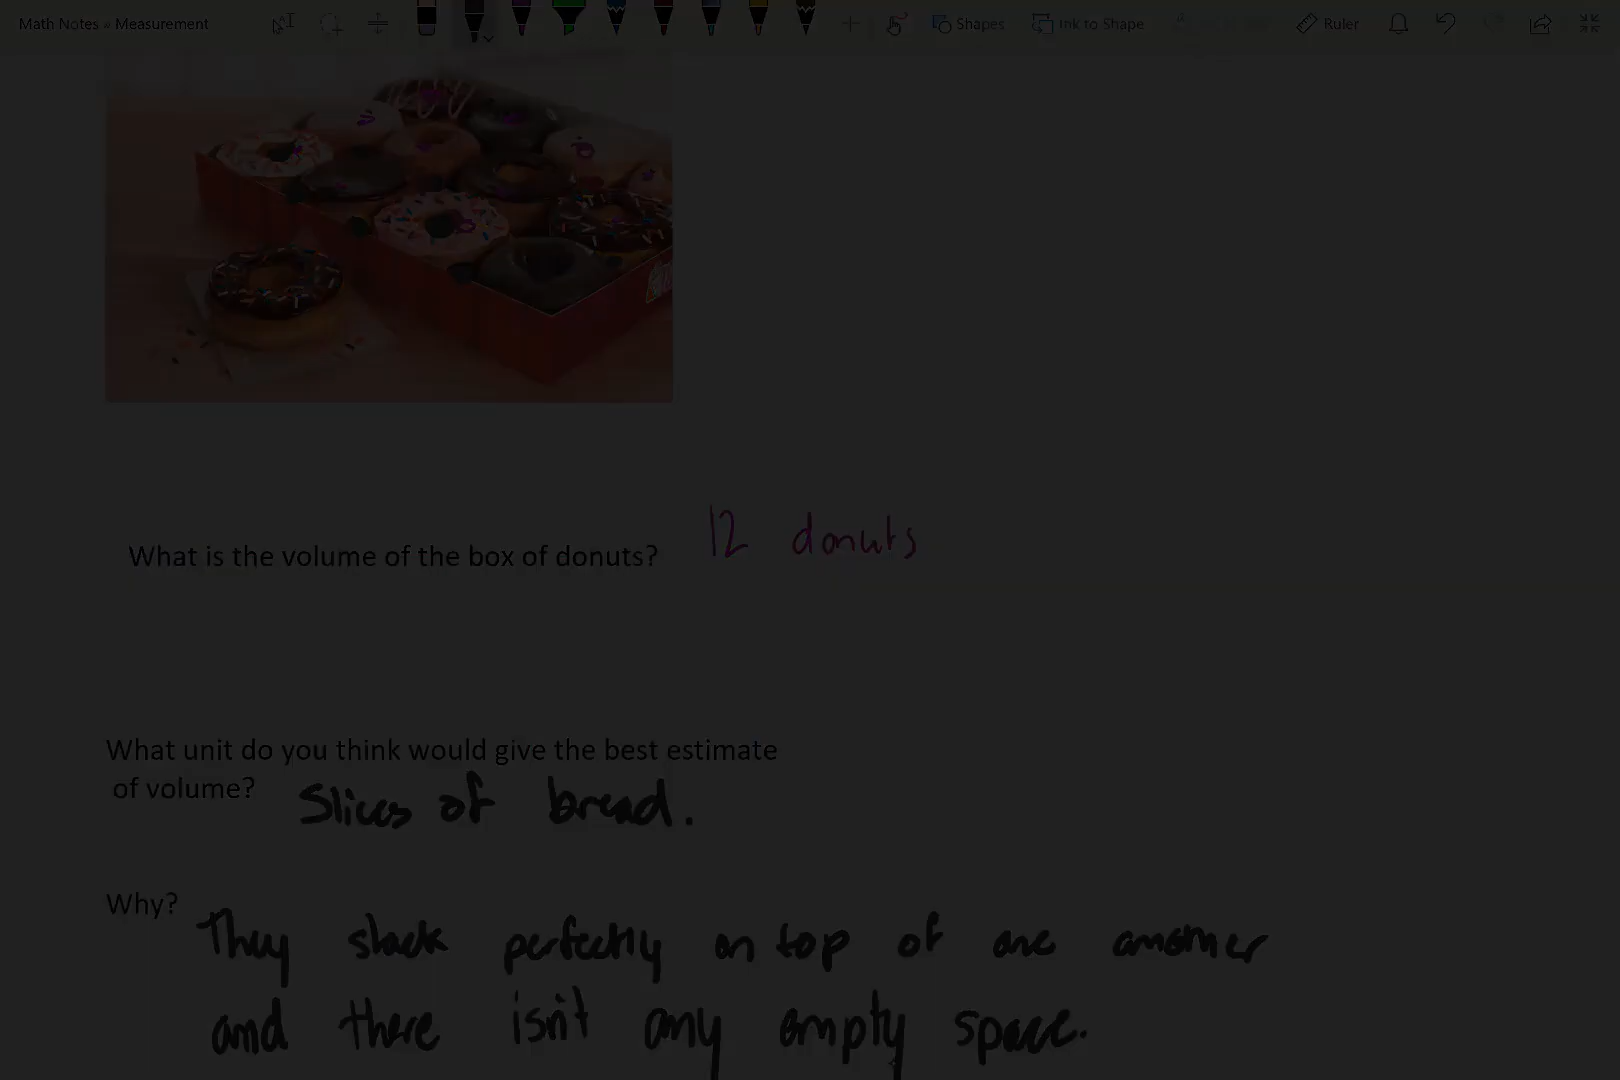 Math Notes » Measurement
Shapes
Ink to Shape
Ruler
What is the volume of the box of donuts? 12 donuts
What unit do you think would give the best estimate
of volume? Slices of bread.
Why?
They stack perfectly on top of one another
and there isn't any empty space.